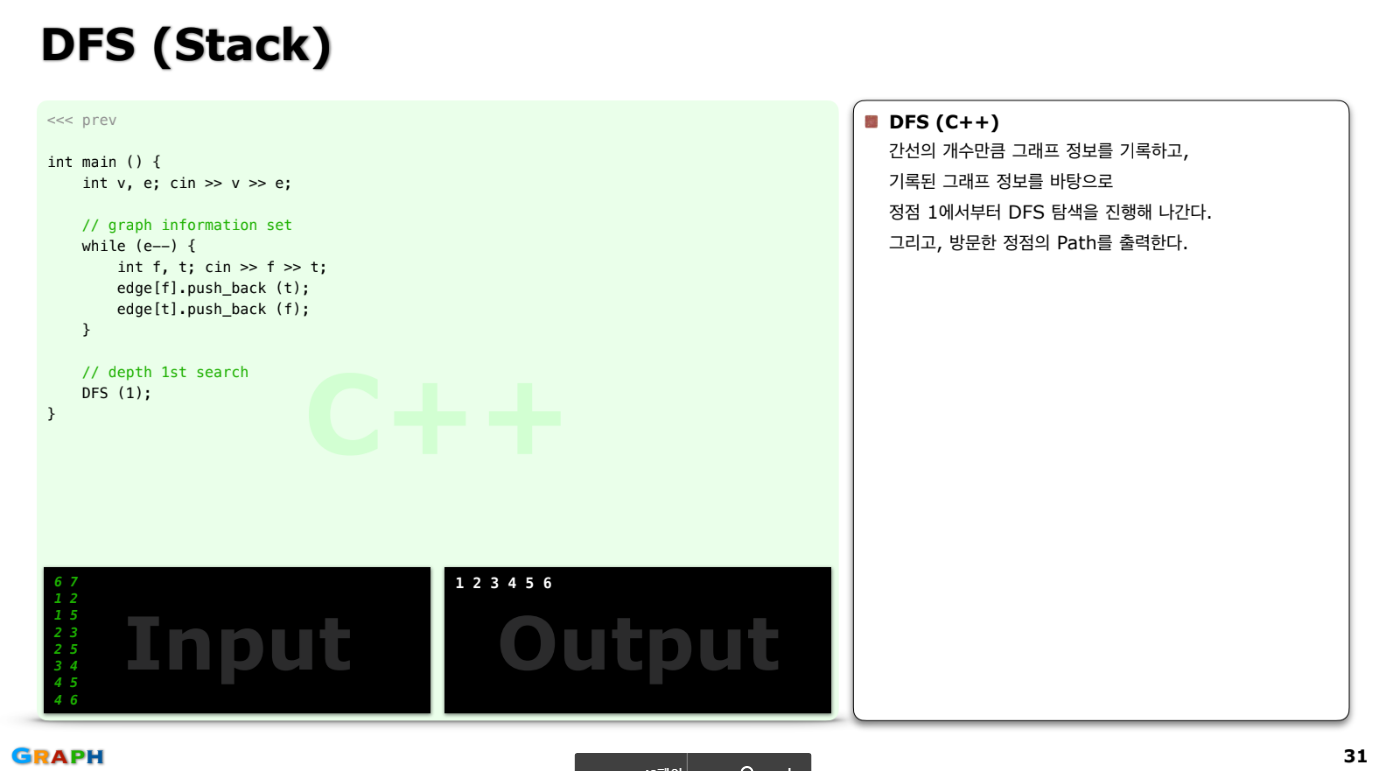 DFS (Stack)
<<< prev
int main () {
    int v, e; cin >> v >> e;
    // graph information set
    while (e--) {
        int f, t; cin >> f >> t;
        edge[f].push_back (t);
        edge[t].push_back (f);
    }
    // depth 1st search
    DFS (1);
}
C++
6 7
1 2
1 5
2 3
2 5
3 4
4 5
4 6
Input
1 2 3 4 5 6
Output
DFS (C++)
간선의 개수만큼 그래프 정보를 기록하고,
기록된 그래프 정보를 바탕으로
정점 1에서부터 DFS 탐색을 진행해 나간다.
그리고, 방문한 정점의 Path를 출력한다.
GRAPH
31